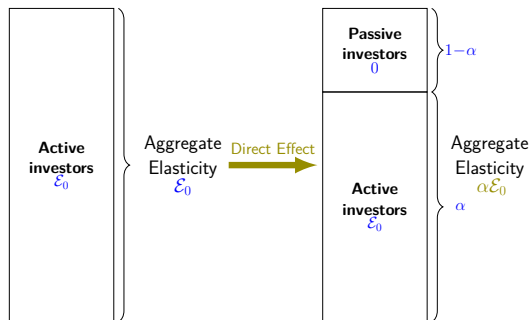 Active
investors
ℰ₀
Aggregate
Elasticity
ℰ₀
Direct Effect
Passive
investors
0
1−α
Active
investors
ℰ₀
α
Aggregate
Elasticity
αℰ₀